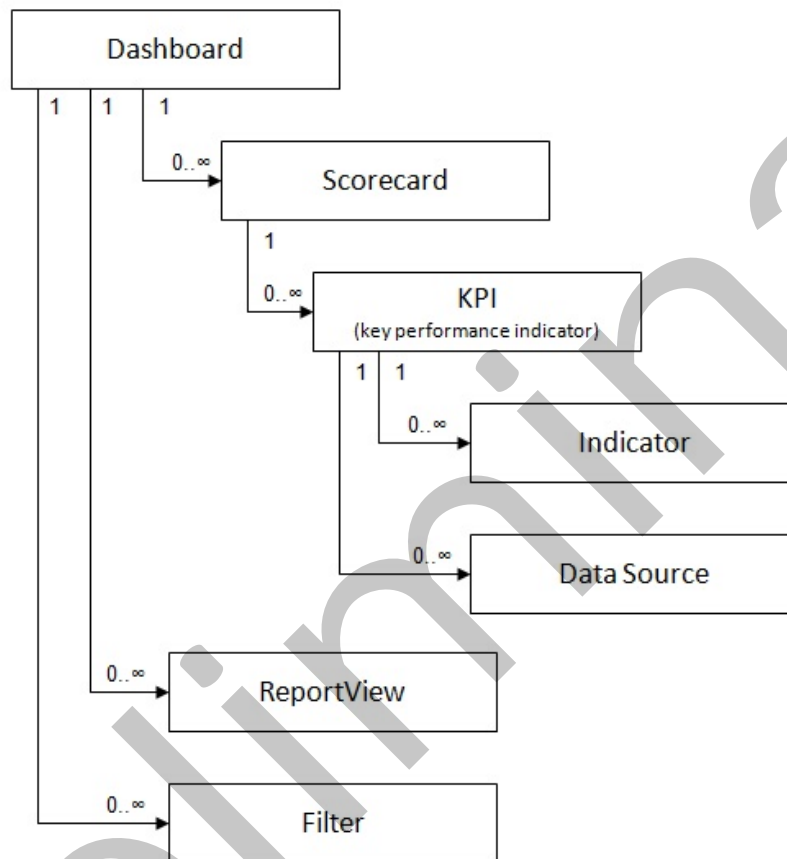 Dashboard
1 1 1
0..∞
Scorecard
1
0..∞
KPI
(key performance indicator)
1 1
0..∞
Indicator
0..∞
Data Source
0..∞
ReportView
0..∞
Filter